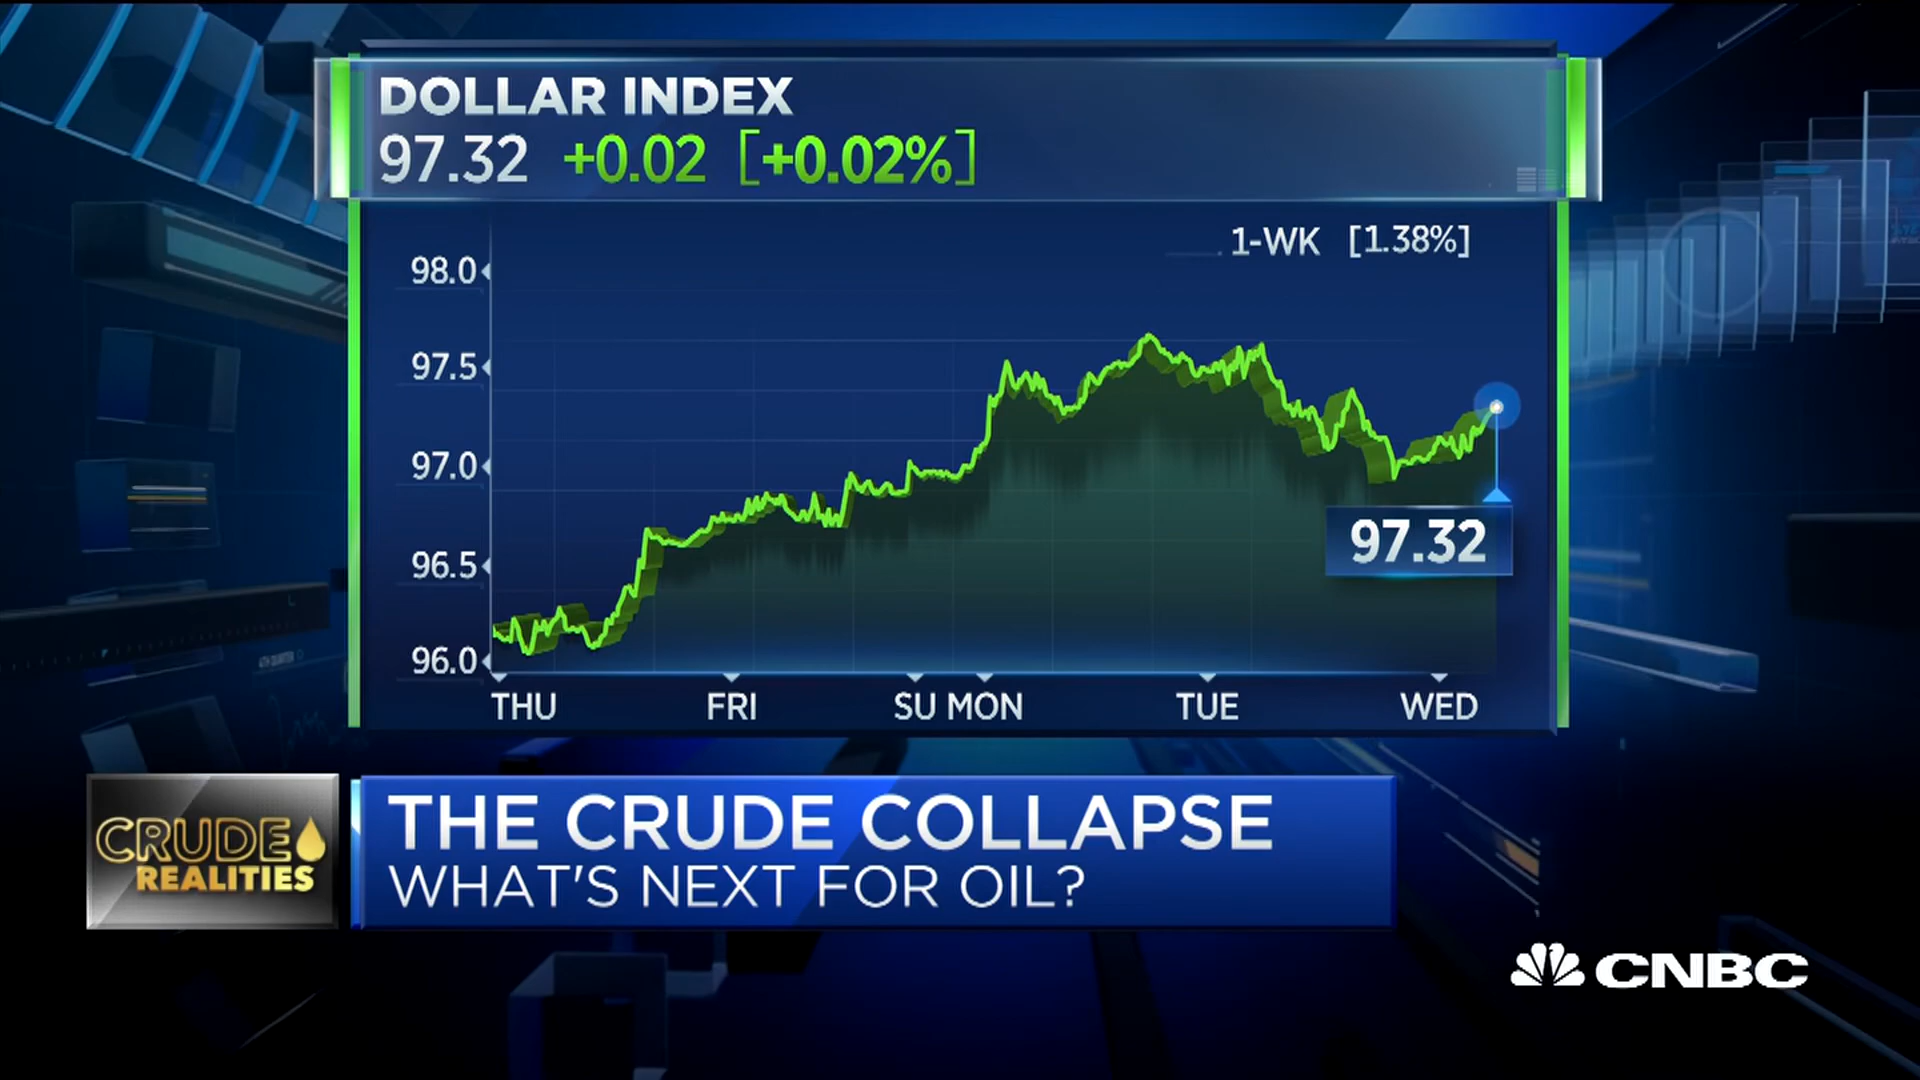 DOLLAR INDEX
97.32 +0.02 [+0.02%]
1-WK [1.38%]
98.0
97.5
97.0
96.5
96.0
97.32
THU FRI SU MON TUE WED
4TH QUARTER
CRUDE
REALITIES
THE CRUDE COLLAPSE
WHAT'S NEXT FOR OIL?
CNBC